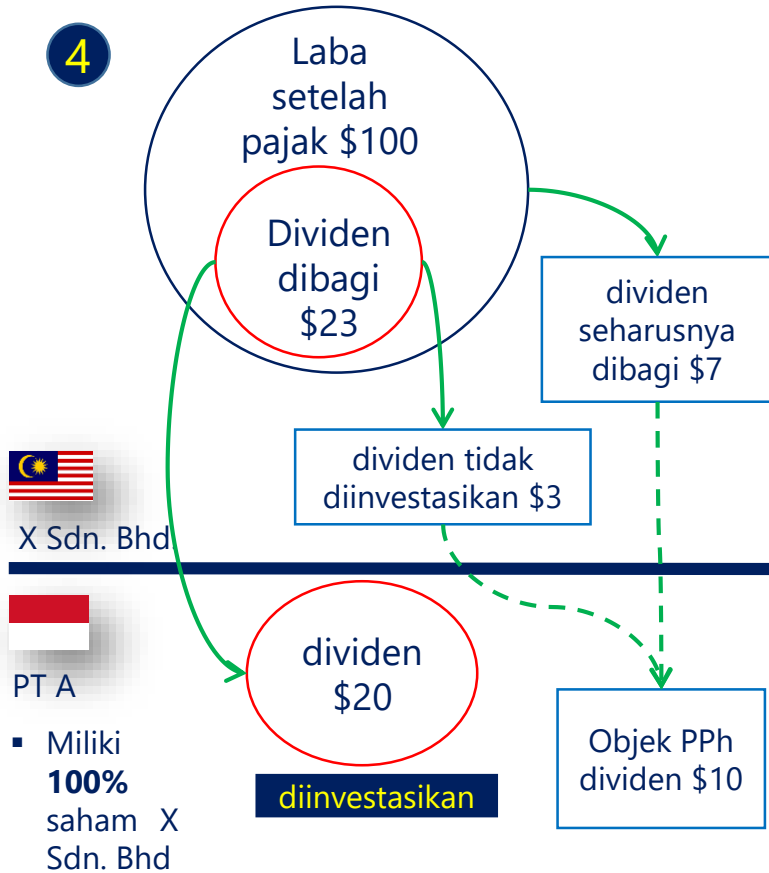 4
Laba
setelah
pajak $100
Dividen
dibagi
$23
dividen
seharusnya
dibagi $7
dividen tidak
diinvestasikan $3
X Sdn. Bhd.
PT A
▪ Miliki
100%
saham X
Sdn. Bhd
dividen
$20
diinvestasikan
Objek PPh
dividen $10